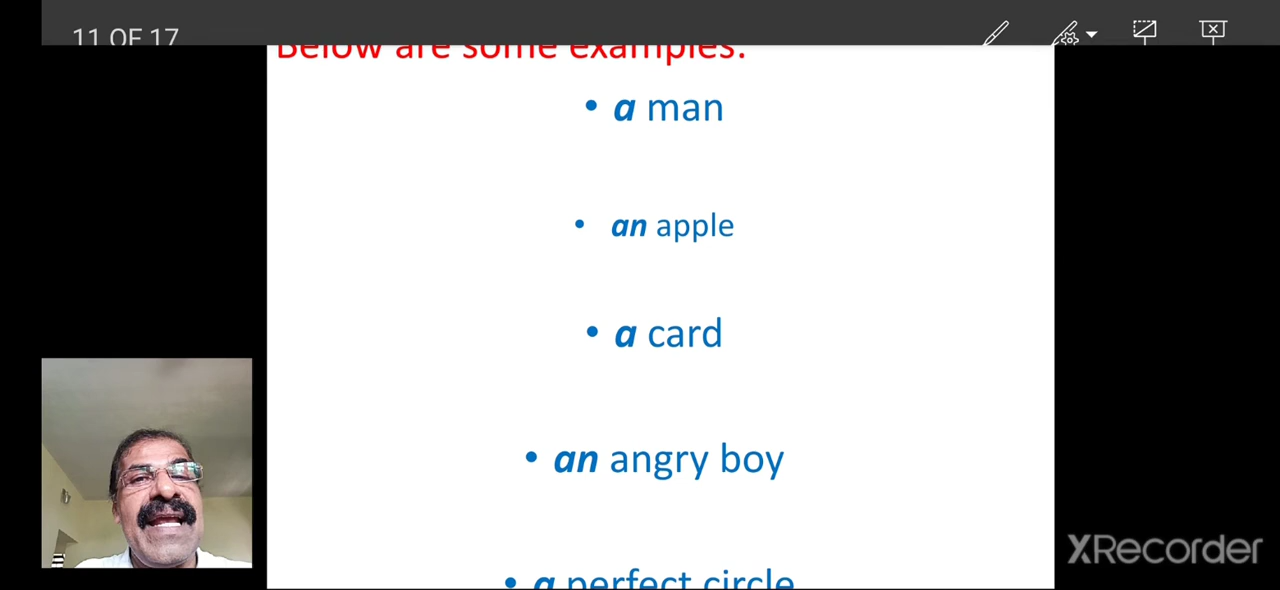 11 OF 17
Below are some examples:
• a man
• an apple
• a card
• an angry boy
• a perfect circle
XRecorder